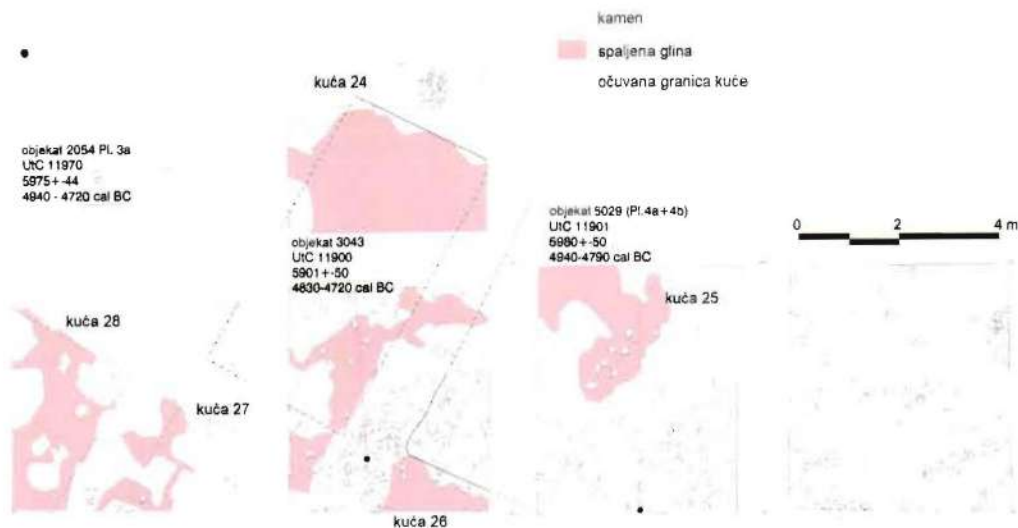 kamen
spaljena glina
očuvana granica kuće
kuća 24
objekat 2054 Pl. 3a
UtC 11970
5975+-44
4940 - 4720 cal BC
objekat 3043
UtC 11900
5901+-50
4830-4720 cal BC
objekat 5029 (Pl.4a+4b)
UtC 11901
5980+-50
4940-4790 cal BC
0 2 4 m
kuća 28
kuća 25
kuća 27
kuća 26